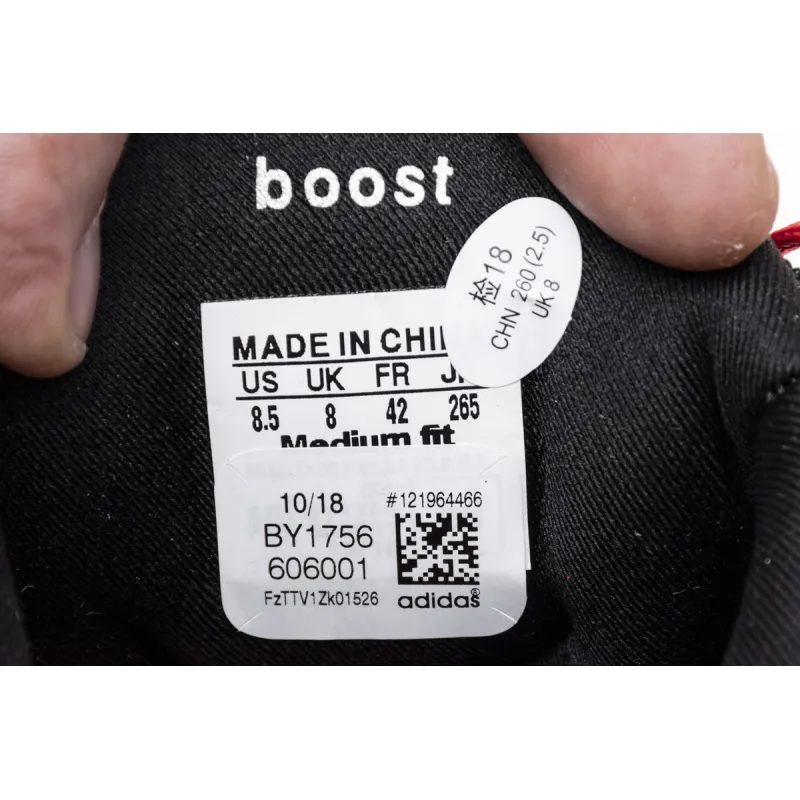 boost
检18
CHN 260(2.5)
UK 8
MADE IN
US UK FR
8.5 8 42 265
Medium fit
10/18 #121964466
BY1756
606001
FzTTV1Zk01526 adidas®